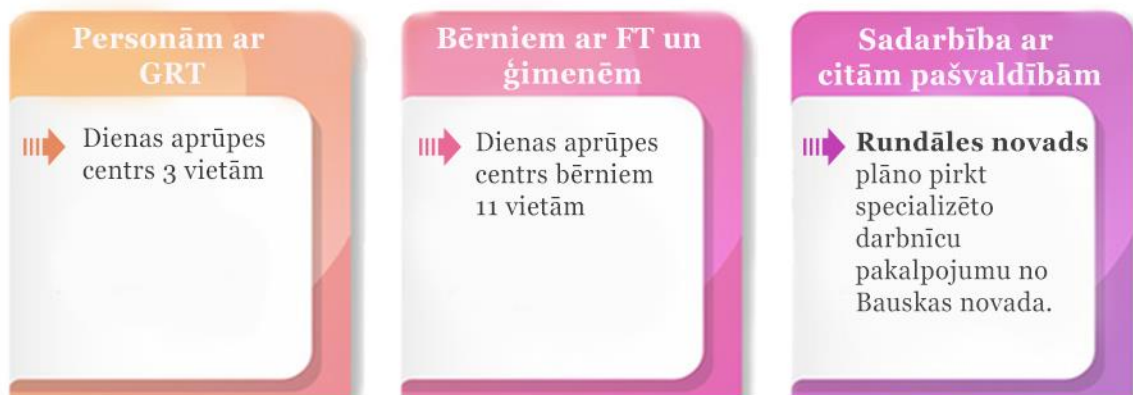 Personām ar
GRT
Dienas aprūpes
centrs 3 vietām
Bērniem ar FT un
ģimenēm
Dienas aprūpes
centrs bērniem
11 vietām
Sadarbība ar
citām pašvaldībām
Rundāles novads
plāno pirkt
specializēto
darbnīcu
pakalpojumu no
Bauskas novada.